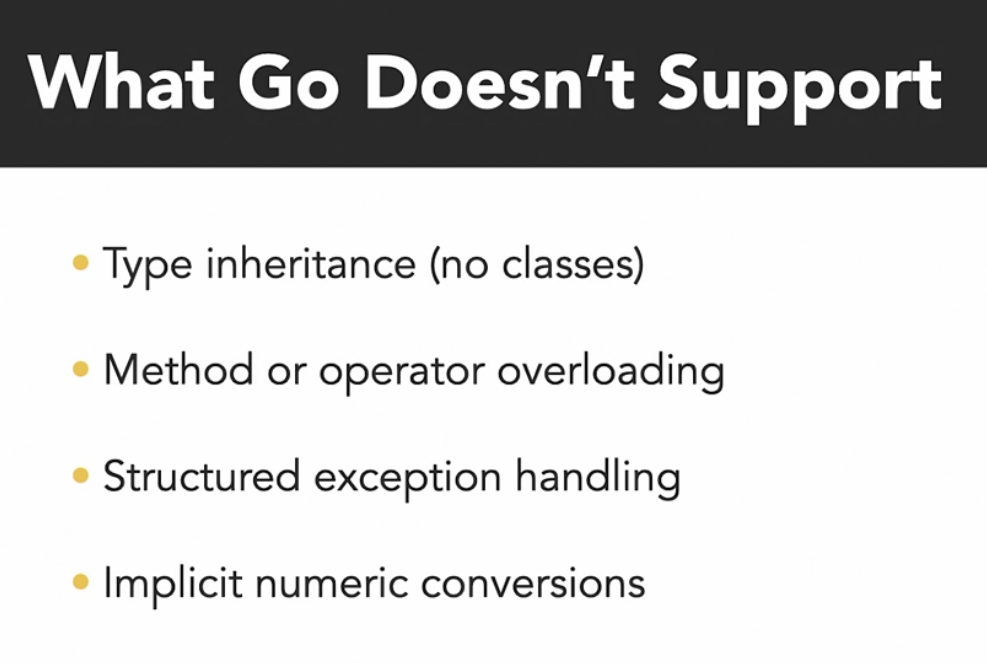 What Go Doesn’t Support
• Type inheritance (no classes)
• Method or operator overloading
• Structured exception handling
• Implicit numeric conversions